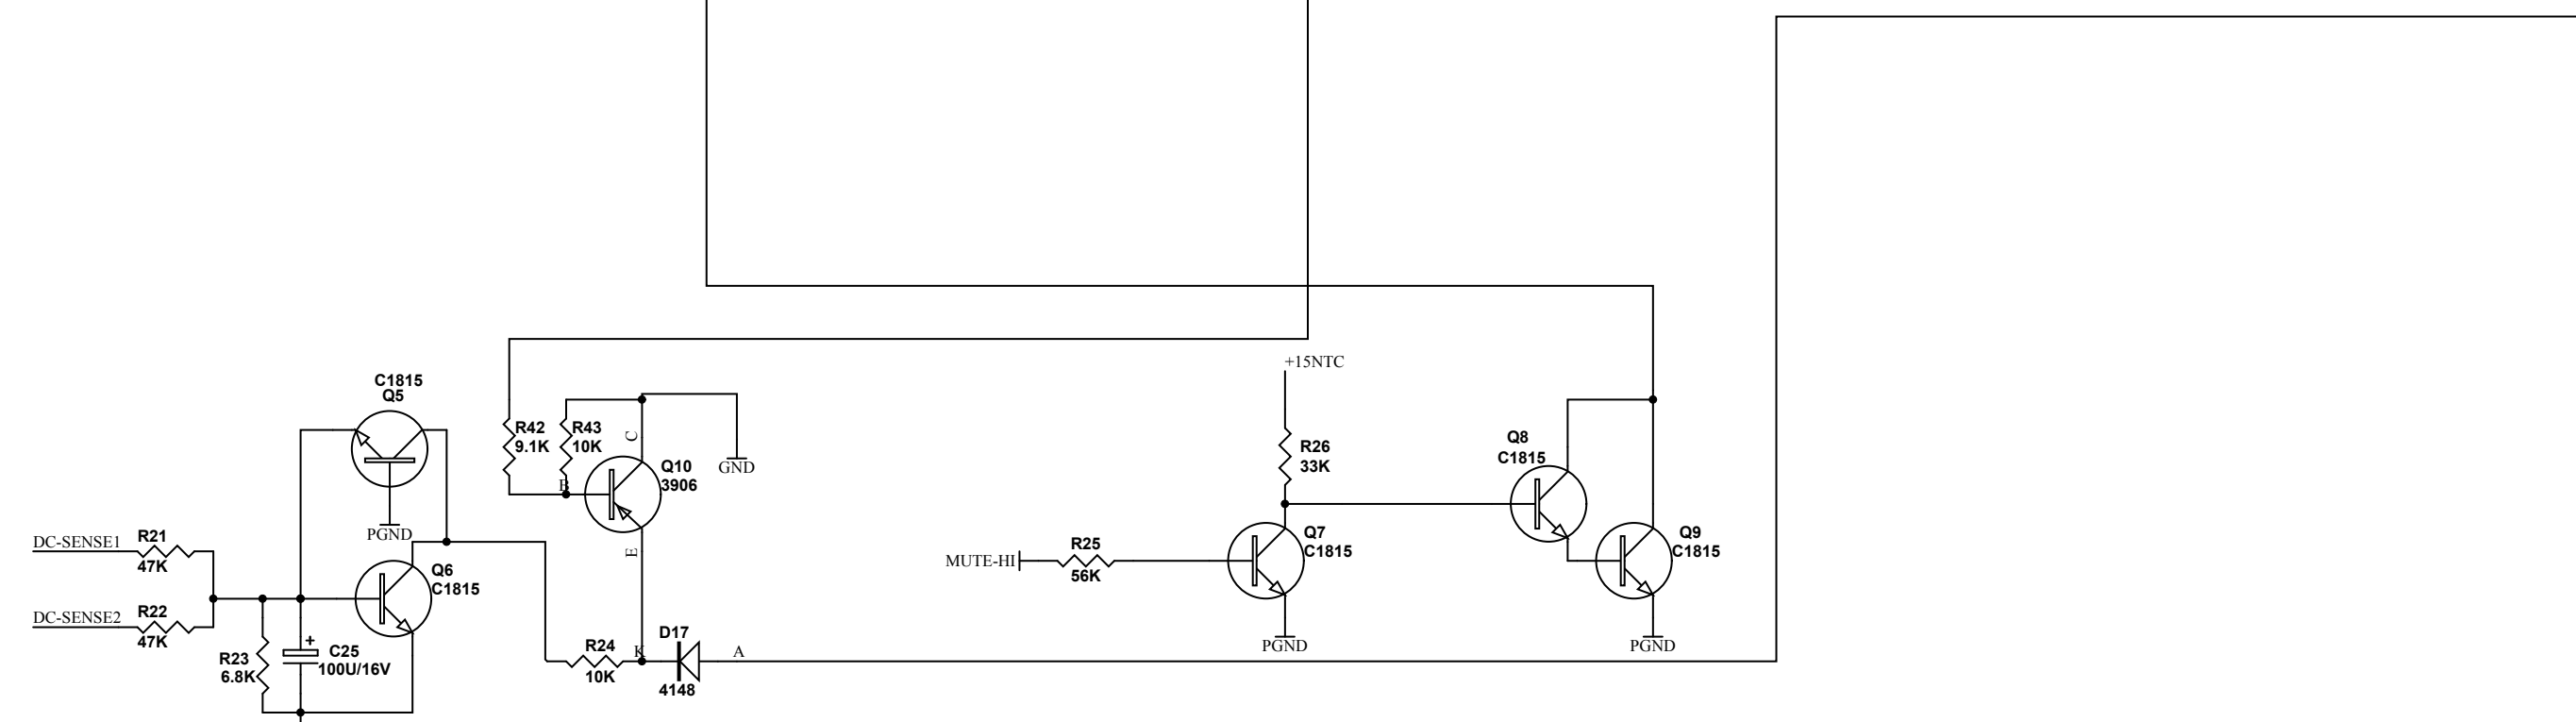 +15NTC
C1815
Q5
R42
9.1K
R43
10K
C
B
Q10
3906
E
GND
R26
33K
Q8
C1815
PGND
DC-SENSE1
R21
47K
Q6
C1815
DC-SENSE2
R22
47K
R23
6.8K
+
C25
100U/16V
R24
10K
K
D17
4148
A
MUTE-HI
R25
56K
Q7
C1815
PGND
Q9
C1815
PGND